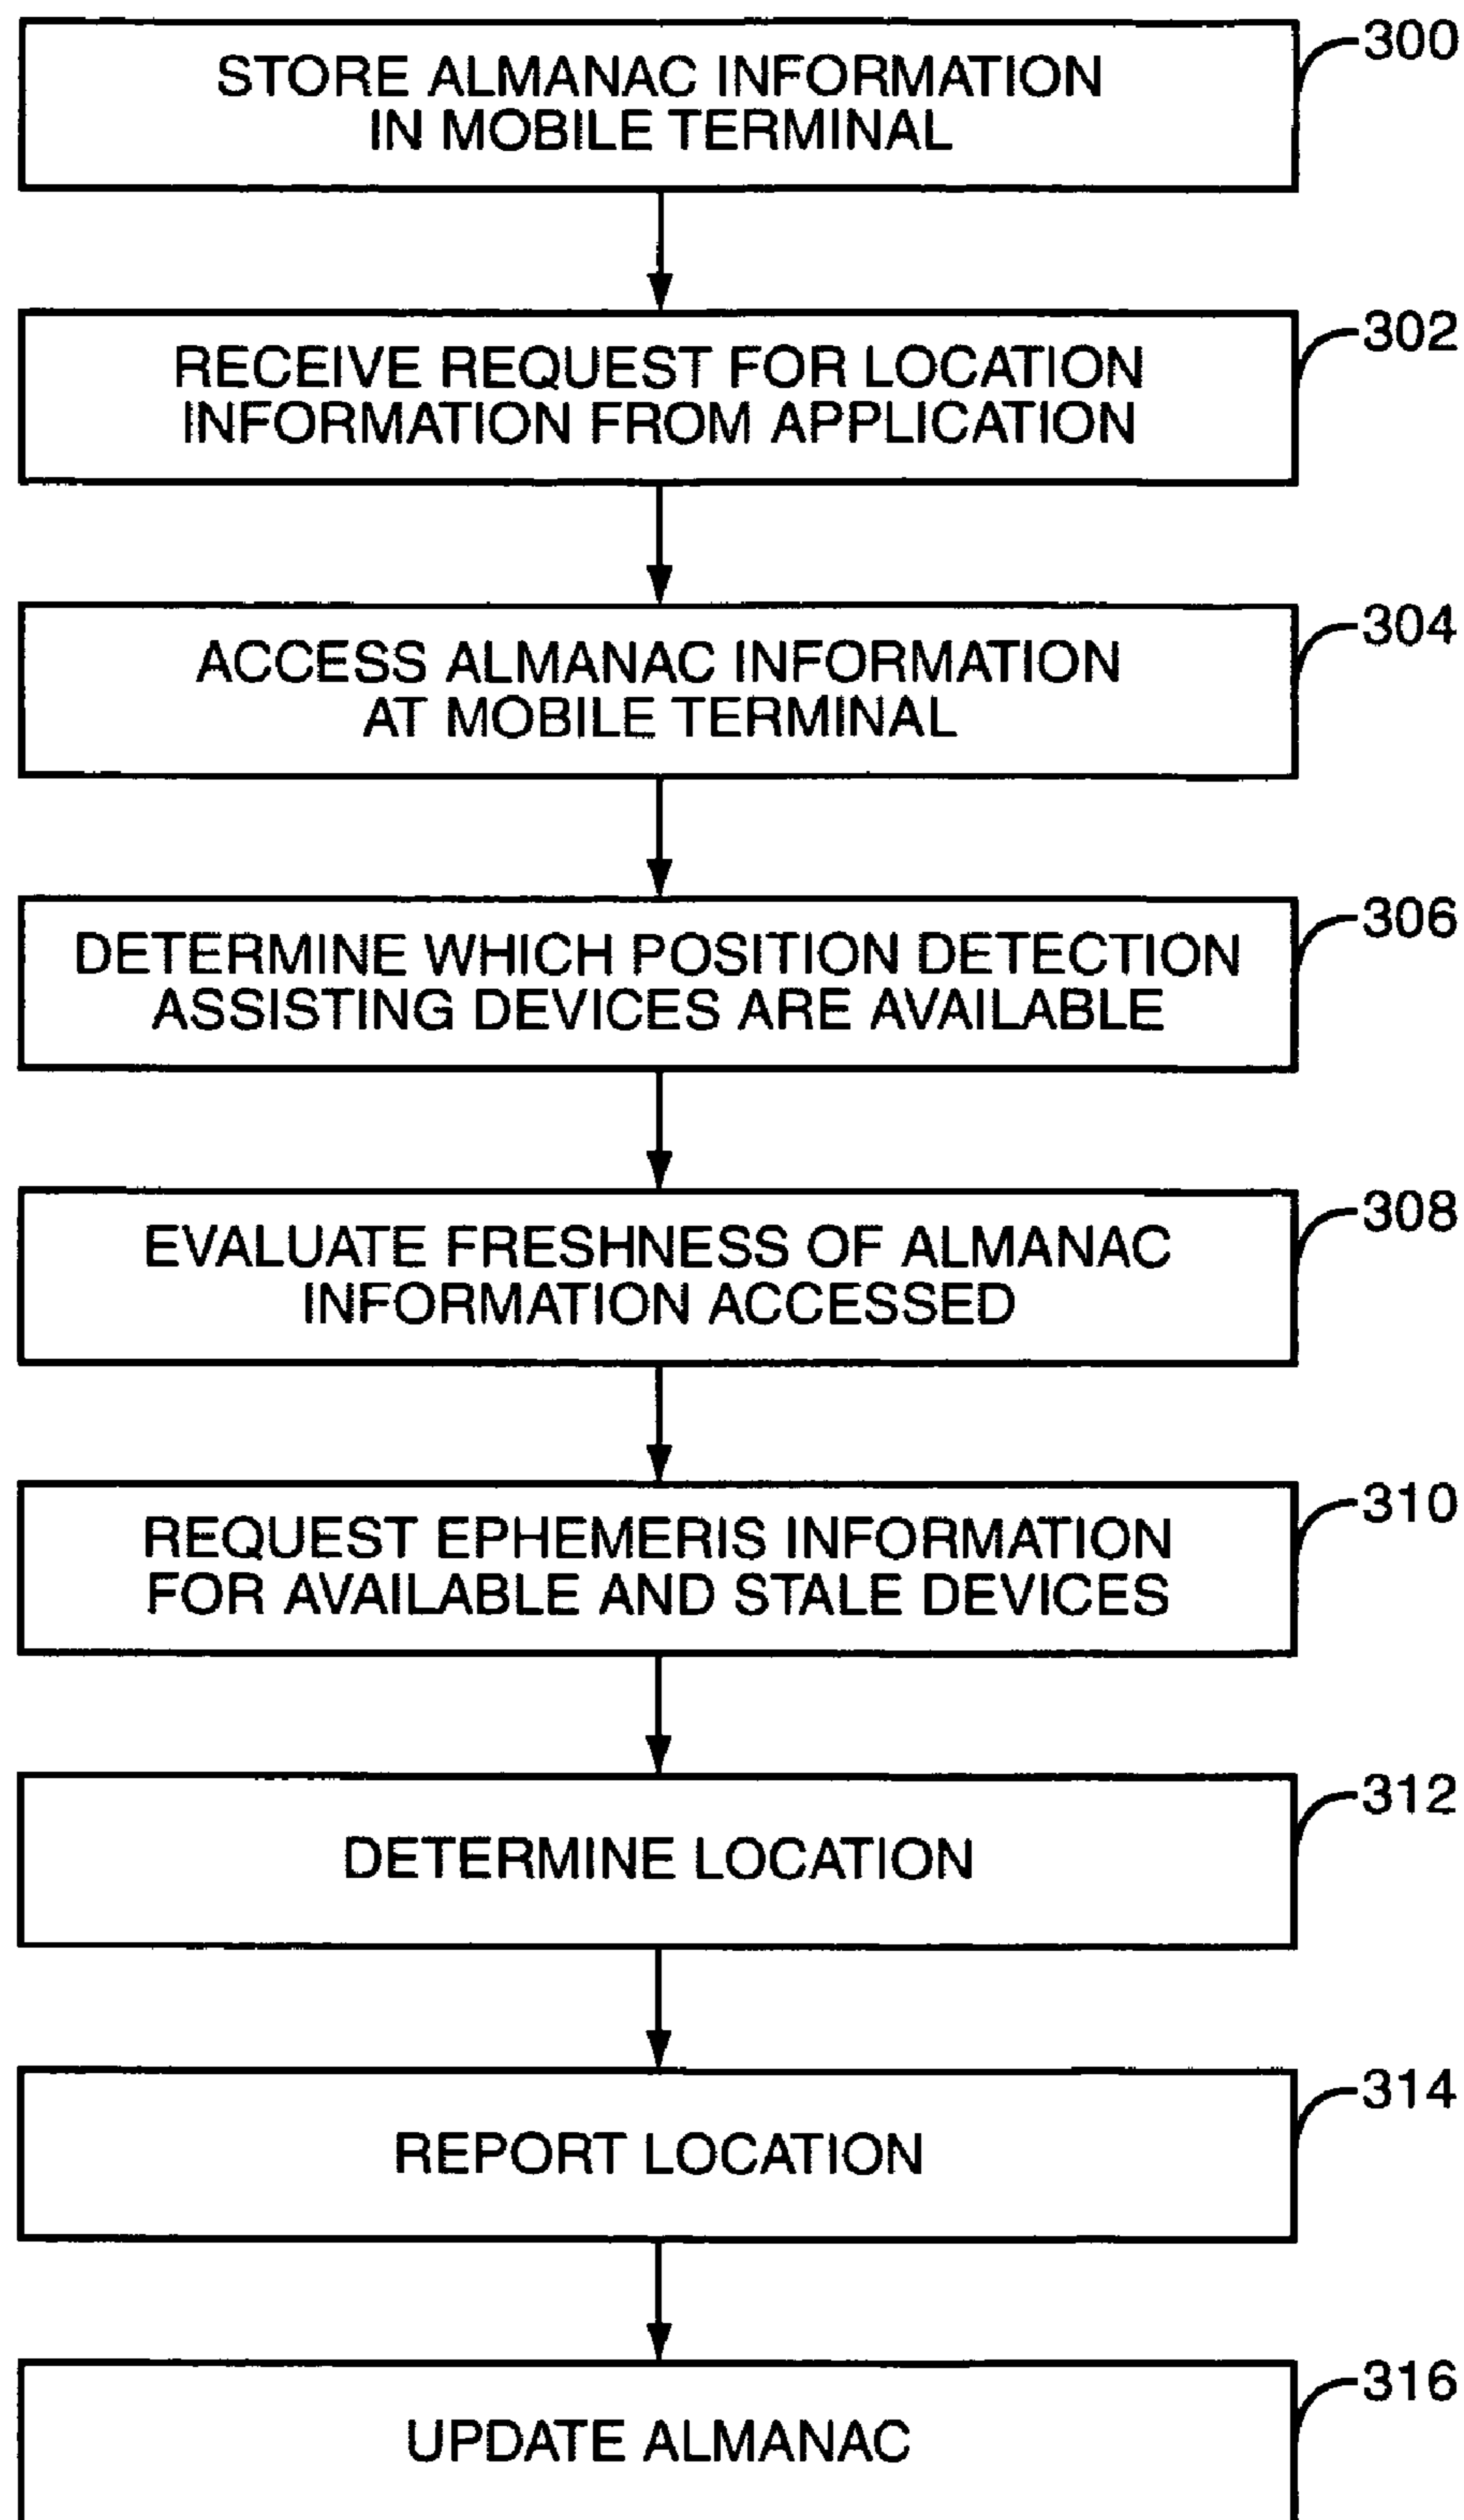 300
STORE ALMANAC INFORMATION
IN MOBILE TERMINAL
302
RECEIVE REQUEST FOR LOCATION
INFORMATION FROM APPLICATION
304
ACCESS ALMANAC INFORMATION
AT MOBILE TERMINAL
306
DETERMINE WHICH POSITION DETECTION
ASSISTING DEVICES ARE AVAILABLE
308
EVALUATE FRESHNESS OF ALMANAC
INFORMATION ACCESSED
310
REQUEST EPHEMERIS INFORMATION
FOR AVAILABLE AND STALE DEVICES
312
DETERMINE LOCATION
314
REPORT LOCATION
316
UPDATE ALMANAC